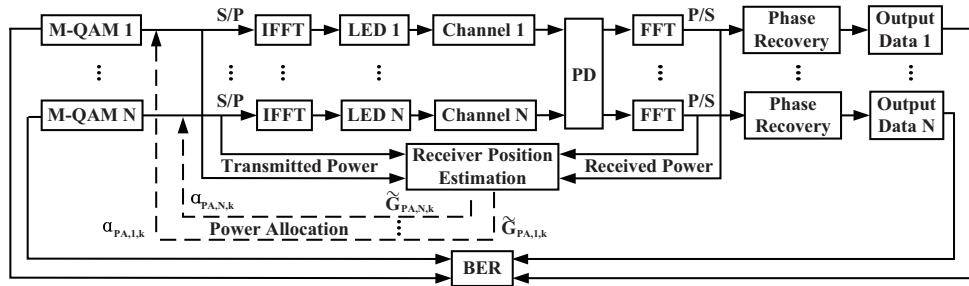 M-QAM 1
S/P
IFFT
LED 1
Channel 1
PD
FFT
P/S
Phase
Recovery
Output
Data 1
M-QAM N
S/P
IFFT
LED N
Channel N
FFT
P/S
Phase
Recovery
Output
Data N
Transmitted Power
Receiver Position
Estimation
Received Power
α_PA,N,k
G̃_PA,N,k
α_PA,1,k
Power Allocation
G̃_PA,1,k
BER